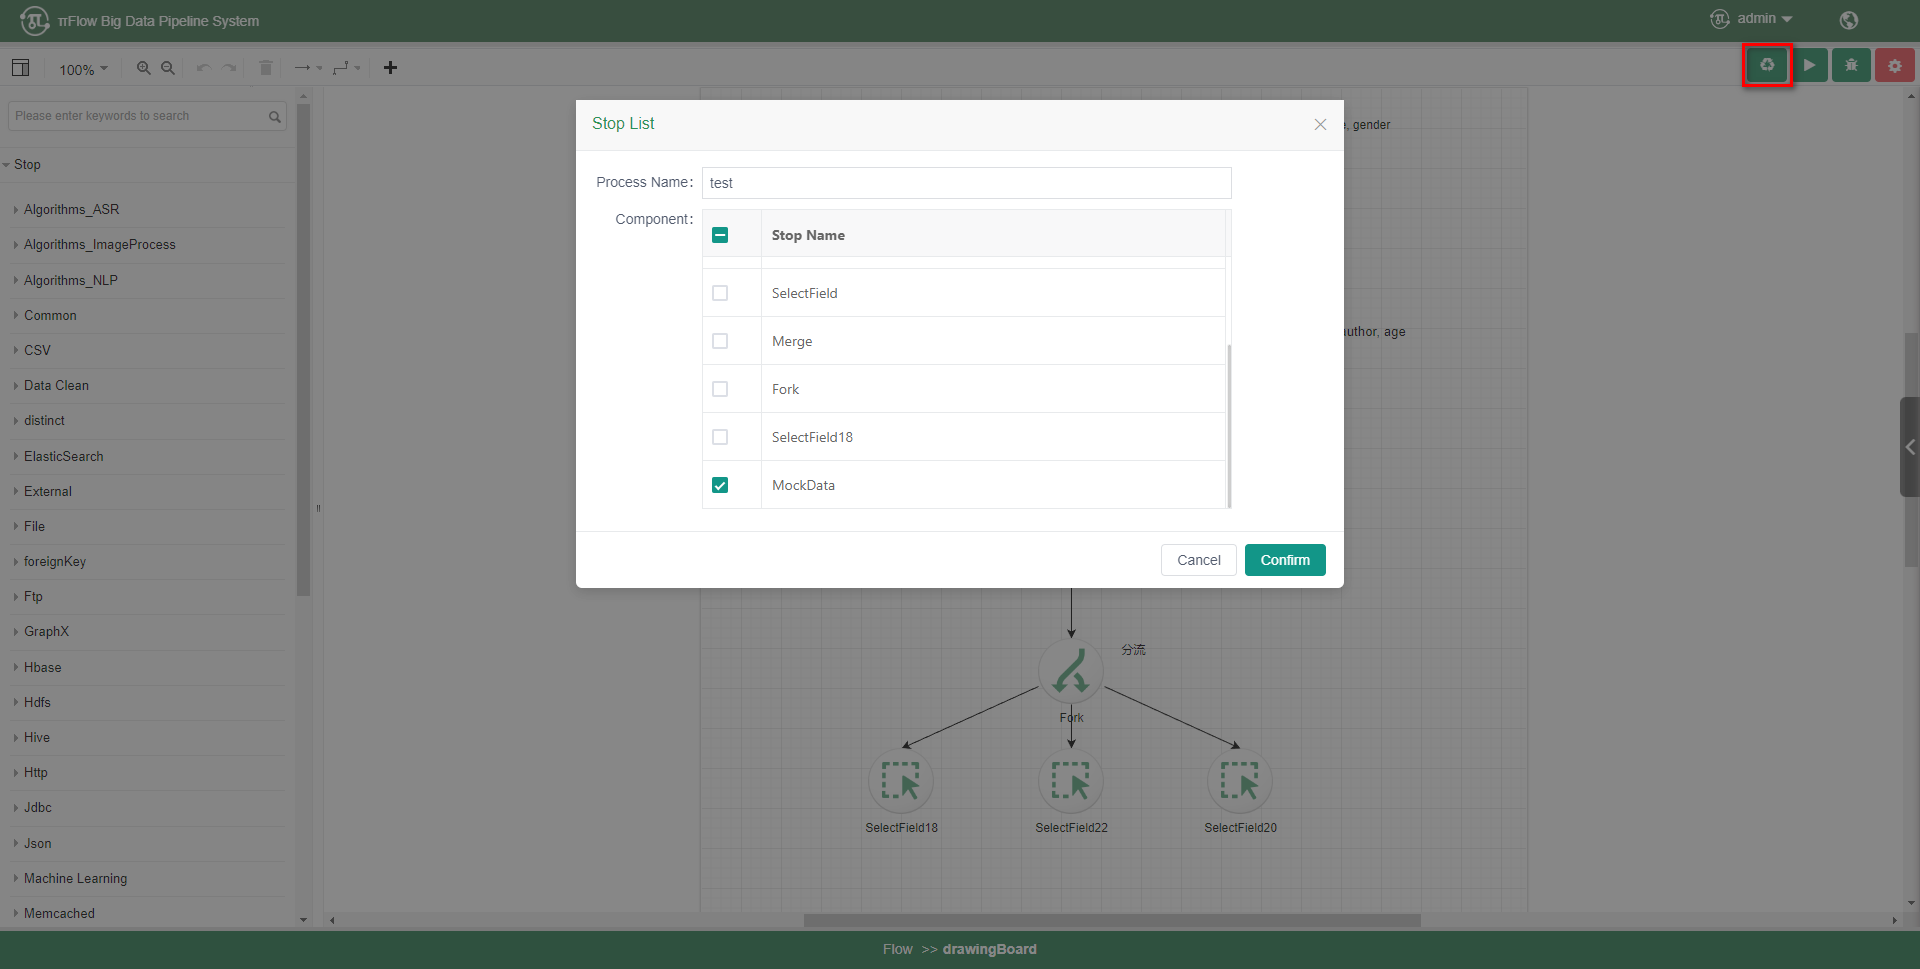 πFlow Big Data Pipeline System
admin
100%
Please enter keywords to search
Stop
Algorithms_ASR
Algorithms_ImageProcess
Algorithms_NLP
Common
CSV
Data Clean
distinct
ElasticSearch
External
File
foreignKey
Ftp
GraphX
Hbase
Hdfs
Hive
Http
Jdbc
Json
Machine Learning
Memcached
Stop List
Process Name:
test
Component:
Stop Name
SelectField
Merge
Fork
SelectField18
MockData
Cancel
Confirm
, gender
author, age
分流
Fork
SelectField18
SelectField22
SelectField20
Flow >> drawingBoard